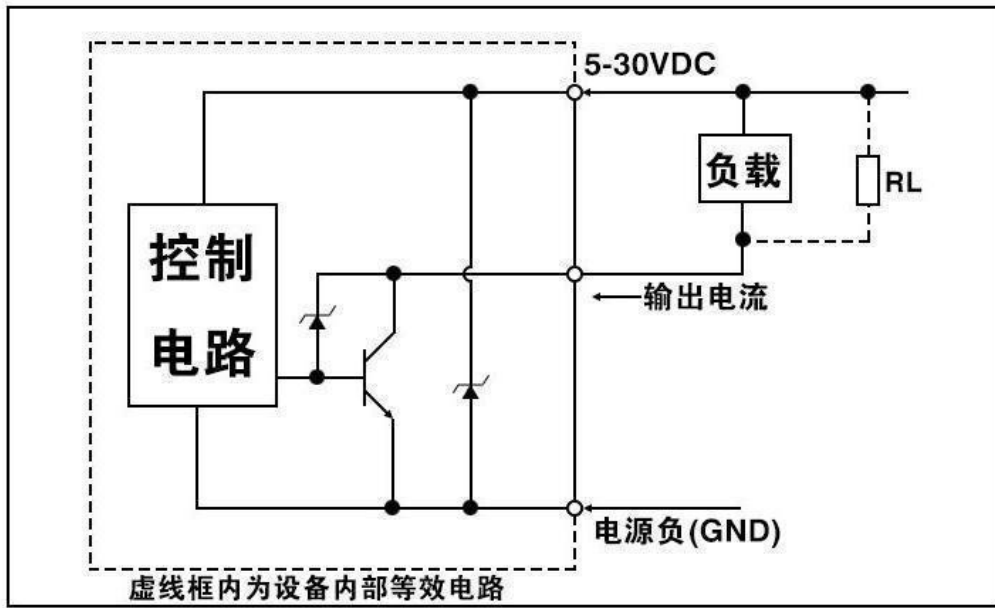 5-30VDC
负载
RL
控制
电路
输出电流
电源负(GND)
虚线框内为设备内部等效电路